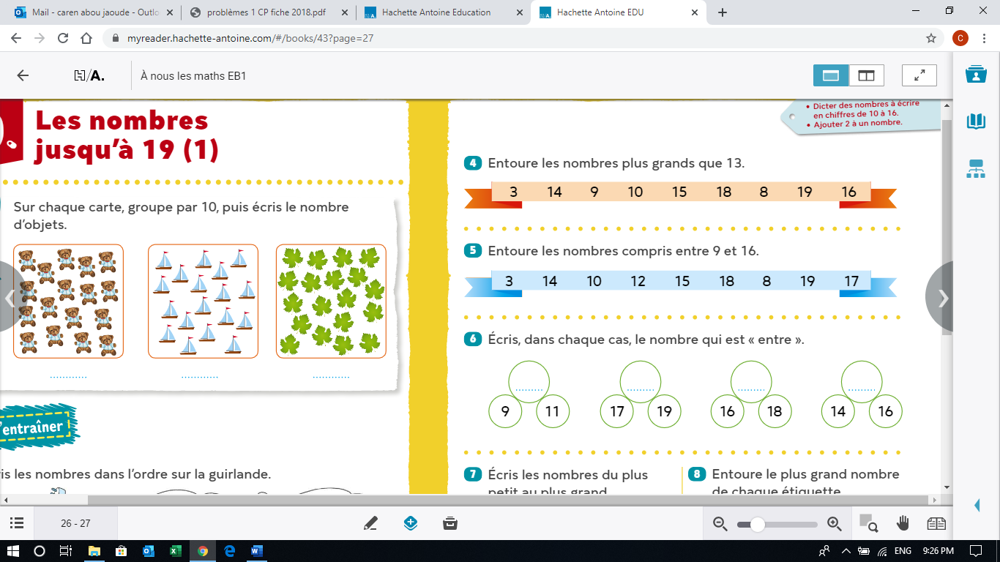 Mail - caren abou jaoude - Outlo
problèmes 1 CP fiche 2018.pdf
Hachette Antoine Education
Hachette Antoine EDU
myreader.hachette-antoine.com/#/books/43?page=27
C
H/A.
À nous les maths EB1
Les nombres
jusqu'à 19 (1)
Sur chaque carte, groupe par 10, puis écris le nombre
d'objets.
............ ............ ............
'entraîner
ris les nombres dans l'ordre sur la guirlande.
• Dicter des nombres à écrire
en chiffres de 10 à 16.
• Ajouter 2 à un nombre.
4 Entoure les nombres plus grands que 13.
3 14 9 10 15 18 8 19 16
5 Entoure les nombres compris entre 9 et 16.
3 14 10 12 15 18 8 19 17
6 Écris, dans chaque cas, le nombre qui est « entre ».
......... ......... ......... .........
9 11 17 19 16 18 14 16
7 Écris les nombres du plus
petit au plus grand
8 Entoure le plus grand nombre
de chaque étiquette
26 - 27
ENG
9:26 PM